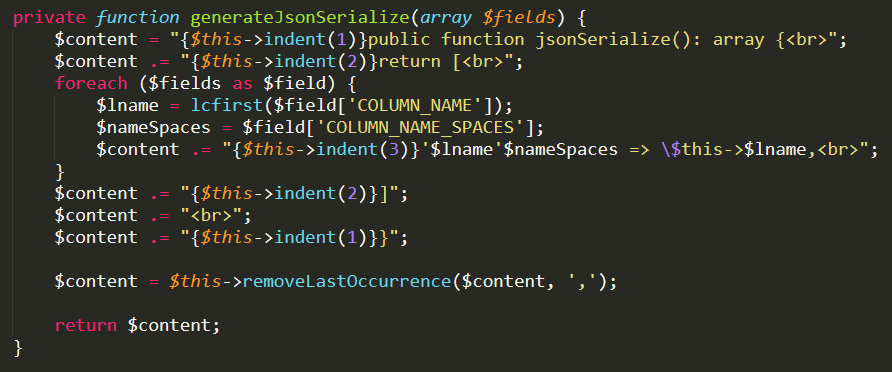 private function generateJsonSerialize(array $fields) {
    $content = "{$this->indent(1)}public function jsonSerialize(): array {<br>";
    $content .= "{$this->indent(2)}return [<br>";
    foreach ($fields as $field) {
        $lname = lcfirst($field['COLUMN_NAME']);
        $nameSpaces = $field['COLUMN_NAME_SPACES'];
        $content .= "{$this->indent(3)}'$lname'$nameSpaces => \$this->$lname,<br>";
    }
    $content .= "{$this->indent(2)}]";
    $content .= "<br>";
    $content .= "{$this->indent(1)}}";

    $content = $this->removeLastOccurrence($content, ',');

    return $content;
}